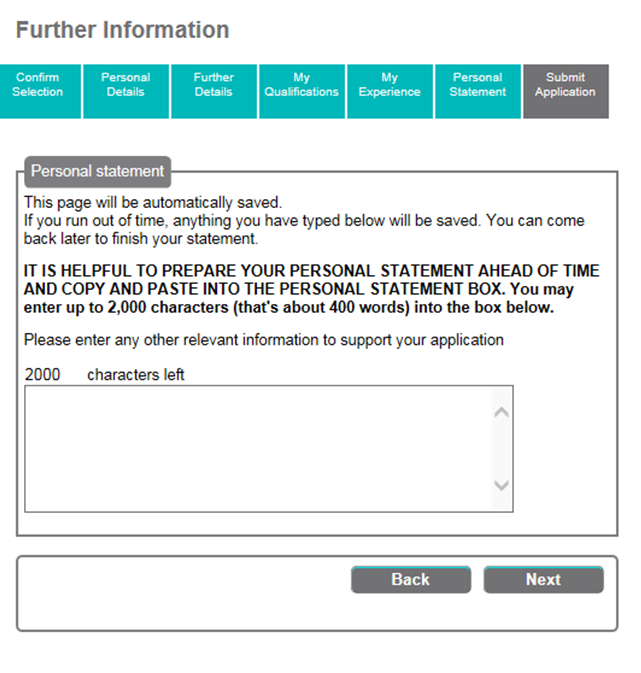 Further Information
Confirm
Selection
Personal
Details
Further
Details
My
Qualifications
My
Experience
Personal
Statement
Submit
Application
Personal statement
This page will be automatically saved.
If you run out of time, anything you have typed below will be saved. You can come
back later to finish your statement.
IT IS HELPFUL TO PREPARE YOUR PERSONAL STATEMENT AHEAD OF TIME
AND COPY AND PASTE INTO THE PERSONAL STATEMENT BOX. You may
enter up to 2,000 characters (that's about 400 words) into the box below.
Please enter any other relevant information to support your application
2000 characters left
Back
Next